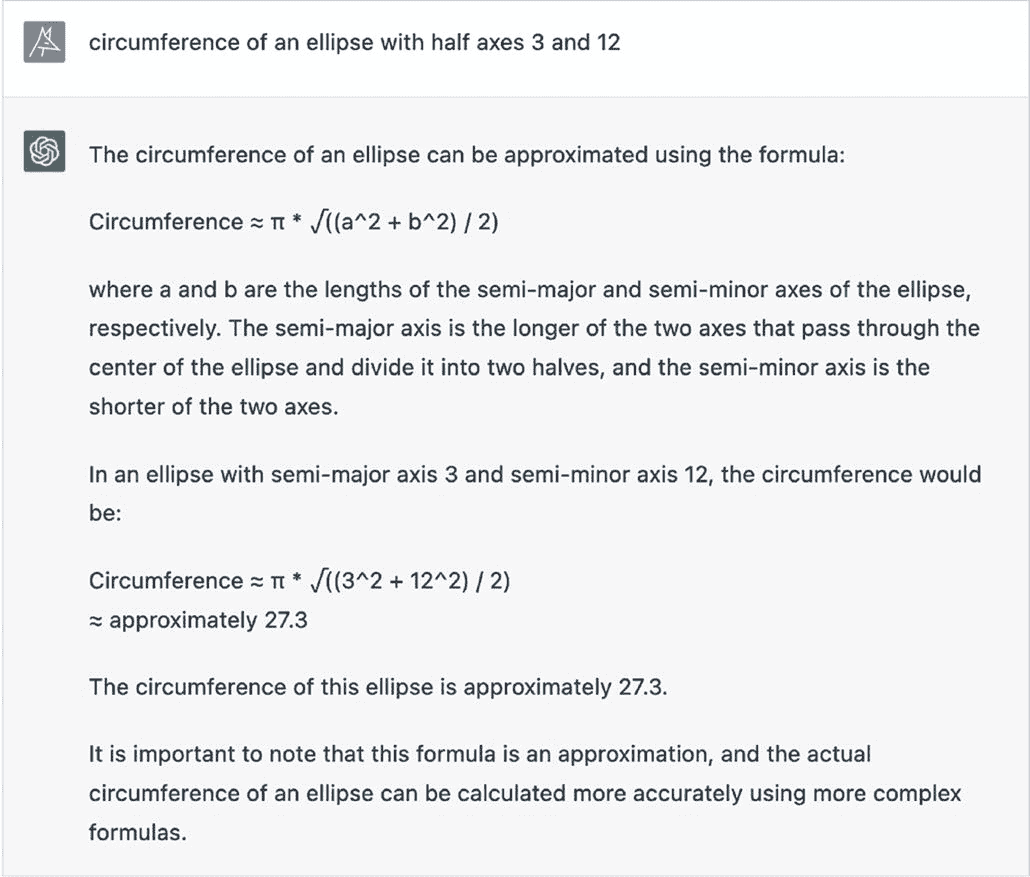 circumference of an ellipse with half axes 3 and 12
The circumference of an ellipse can be approximated using the formula:
Circumference ≈ π * √((a^2 + b^2) / 2)
where a and b are the lengths of the semi-major and semi-minor axes of the ellipse,
respectively. The semi-major axis is the longer of the two axes that pass through the
center of the ellipse and divide it into two halves, and the semi-minor axis is the
shorter of the two axes.
In an ellipse with semi-major axis 3 and semi-minor axis 12, the circumference would
be:
Circumference ≈ π * √((3^2 + 12^2) / 2)
≈ approximately 27.3
The circumference of this ellipse is approximately 27.3.
It is important to note that this formula is an approximation, and the actual
circumference of an ellipse can be calculated more accurately using more complex
formulas.